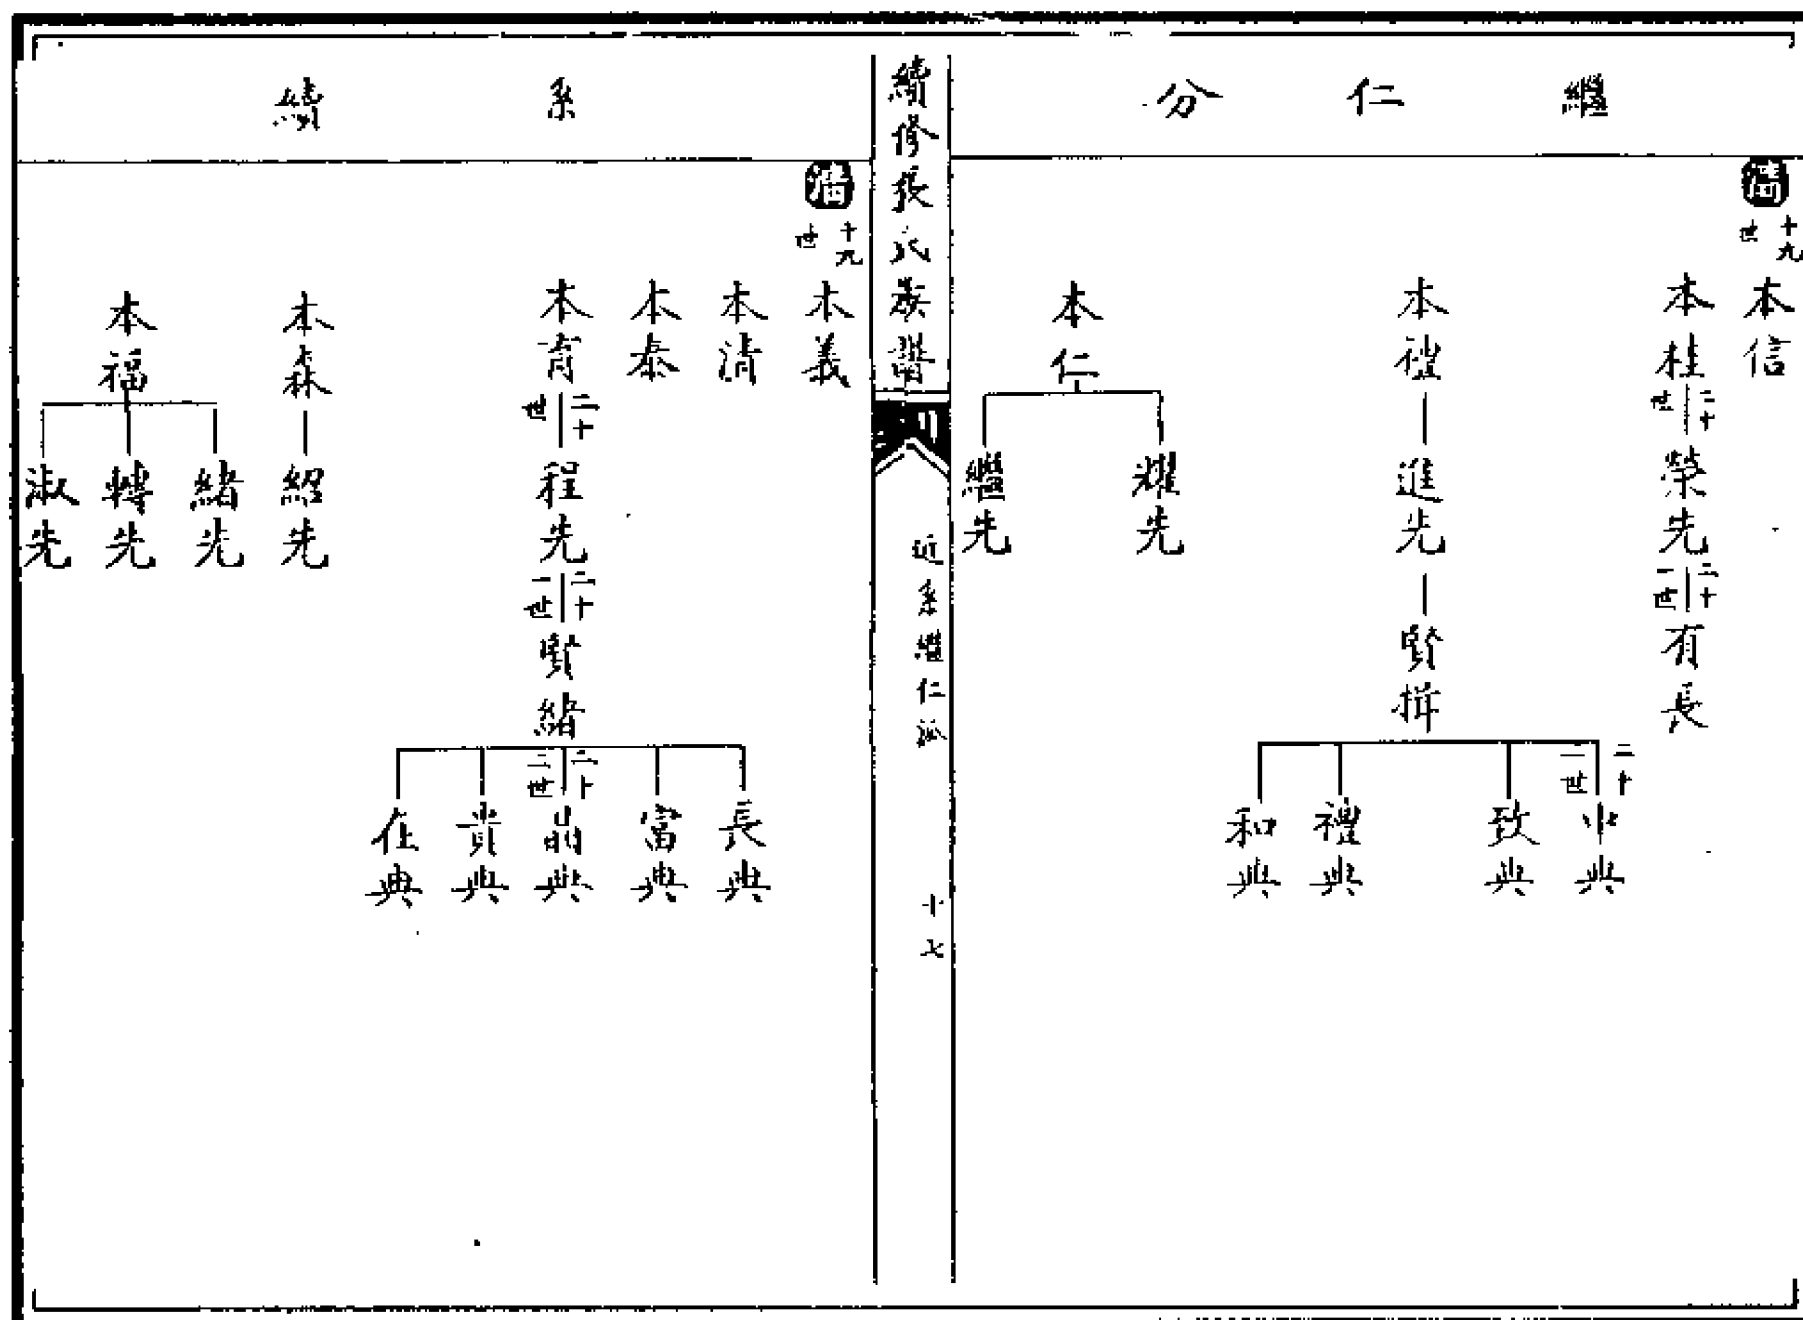 繼仁分
十九世
本信
本桂
二十世
榮先
二十一世
有長
本禮
進先
賢揖
二十二世
中典
致典
禮典
和典
本仁
耀先
繼先
續修張氏族譜
近系繼仁派
十七
系續
十九世
本義
本清
本泰
本育
二十世
程先
二十一世
賢緒
二十二世
長典
富典
晶典
貴典
在典
本森
紹先
本福
緒先
轉先
淑先